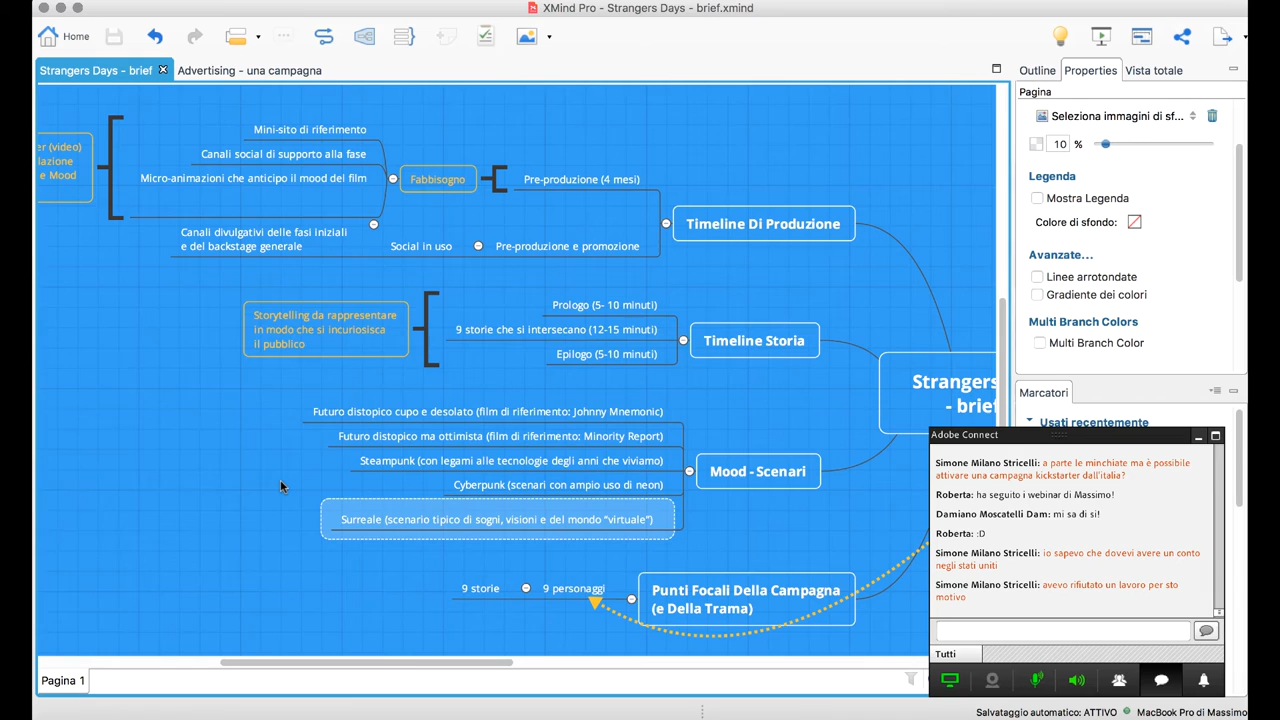 XMind Pro - Strangers Days - brief.xmind
Home
Strangers Days - brief
Advertising - una campagna
Outline
Properties
Vista totale
Pagina
Seleziona immagini di sf...
10 %
Legenda
Mostra Legenda
Colore di sfondo:
Avanzate...
Linee arrotondate
Gradiente dei colori
Multi Branch Colors
Multi Branch Color
Marcatori
Usati recentemente
er (video)
lazione
e Mood
Mini-sito di riferimento
Canali social di supporto alla fase
Micro-animazioni che anticipo il mood del film
Fabbisogno
Pre-produzione (4 mesi)
Canali divulgativi delle fasi iniziali
e del backstage generale
Social in uso
Pre-produzione e promozione
Timeline Di Produzione
Storytelling da rappresentare
in modo che si incuriosisca
il pubblico
Prologo (5- 10 minuti)
9 storie che si intersecano (12-15 minuti)
Epilogo (5-10 minuti)
Timeline Storia
Strangers
- brief
Futuro distopico cupo e desolato (film di riferimento: Johnny Mnemonic)
Futuro distopico ma ottimista (film di riferimento: Minority Report)
Steampunk (con legami alle tecnologie degli anni che viviamo)
Cyberpunk (scenari con ampio uso di neon)
Surreale (scenario tipico di sogni, visioni e del mondo “virtuale”)
Mood - Scenari
9 storie
9 personaggi
Punti Focali Della Campagna
(e Della Trama)
Adobe Connect
Simone Milano Stricelli: a parte le minchiate ma è possibile
attivare una campagna kickstarter dall'italia?
Roberta: ha seguito i webinar di Massimo!
Damiano Moscatelli Dam: mi sa di si!
Roberta: :D
Simone Milano Stricelli: io sapevo che dovevi avere un conto
negli stati uniti
Simone Milano Stricelli: avevo rifiutato un lavoro per sto
motivo
Tutti
Pagina 1
Salvataggio automatico: ATTIVO
MacBook Pro di Massimo